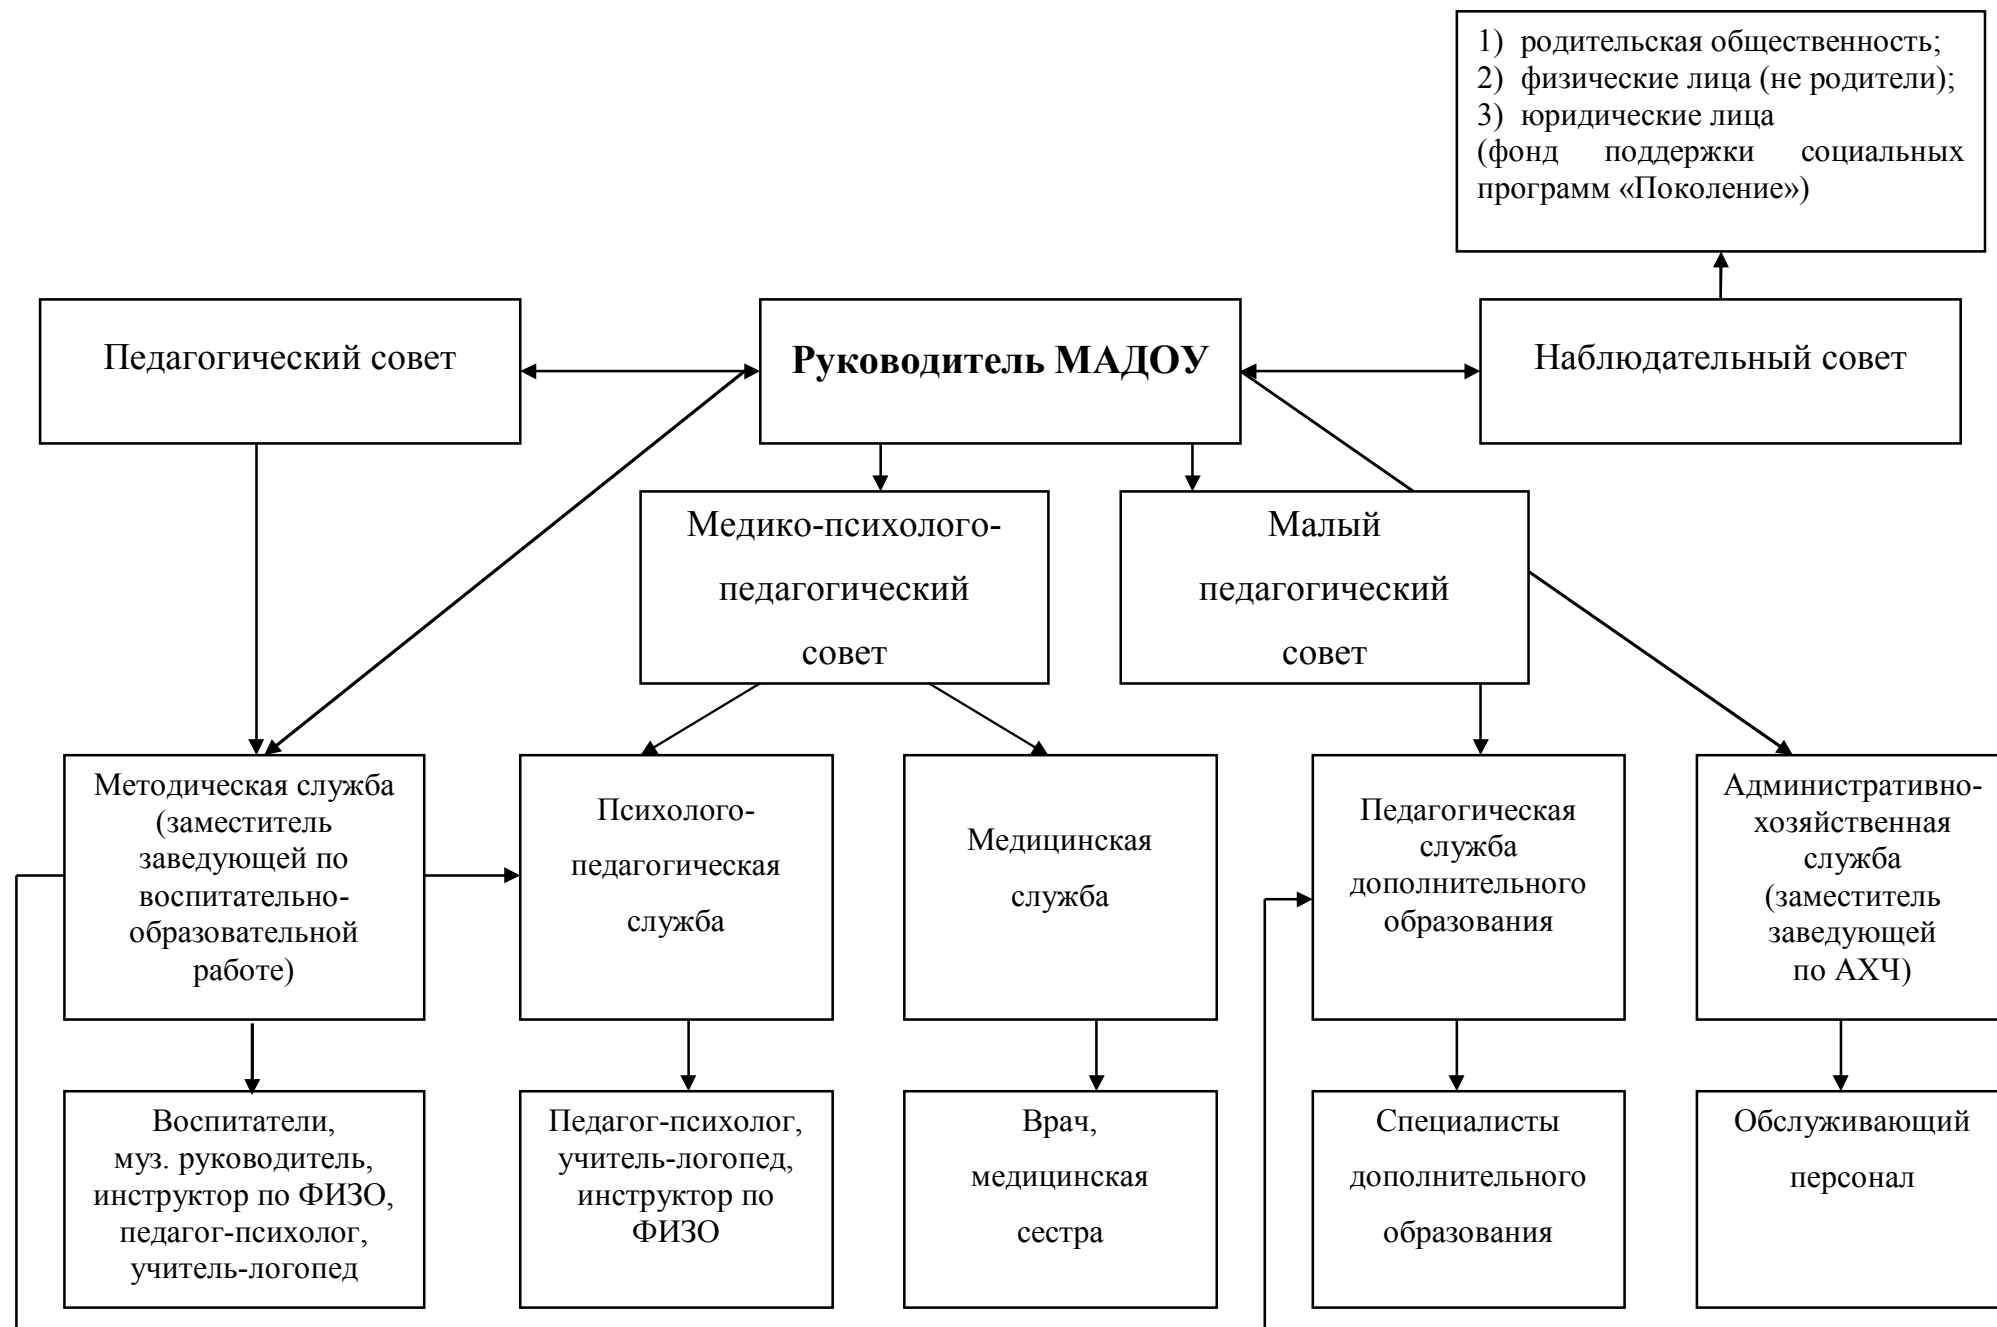 1) родительская общественность;
2) физические лица (не родители);
3) юридические лица
(фонд поддержки социальных
программ «Поколение»)
Педагогический совет
Руководитель МАДОУ
Наблюдательный совет
Медико-психолого-
педагогический
совет
Малый
педагогический
совет
Методическая служба
(заместитель
заведующей по
воспитательно-
образовательной
работе)
Психолого-
педагогическая
служба
Медицинская
служба
Педагогическая
служба
дополнительного
образования
Административно-
хозяйственная
служба
(заместитель
заведующей
по АХЧ)
Воспитатели,
муз. руководитель,
инструктор по ФИЗО,
педагог-психолог,
учитель-логопед
Педагог-психолог,
учитель-логопед,
инструктор по
ФИЗО
Врач,
медицинская
сестра
Специалисты
дополнительного
образования
Обслуживающий
персонал